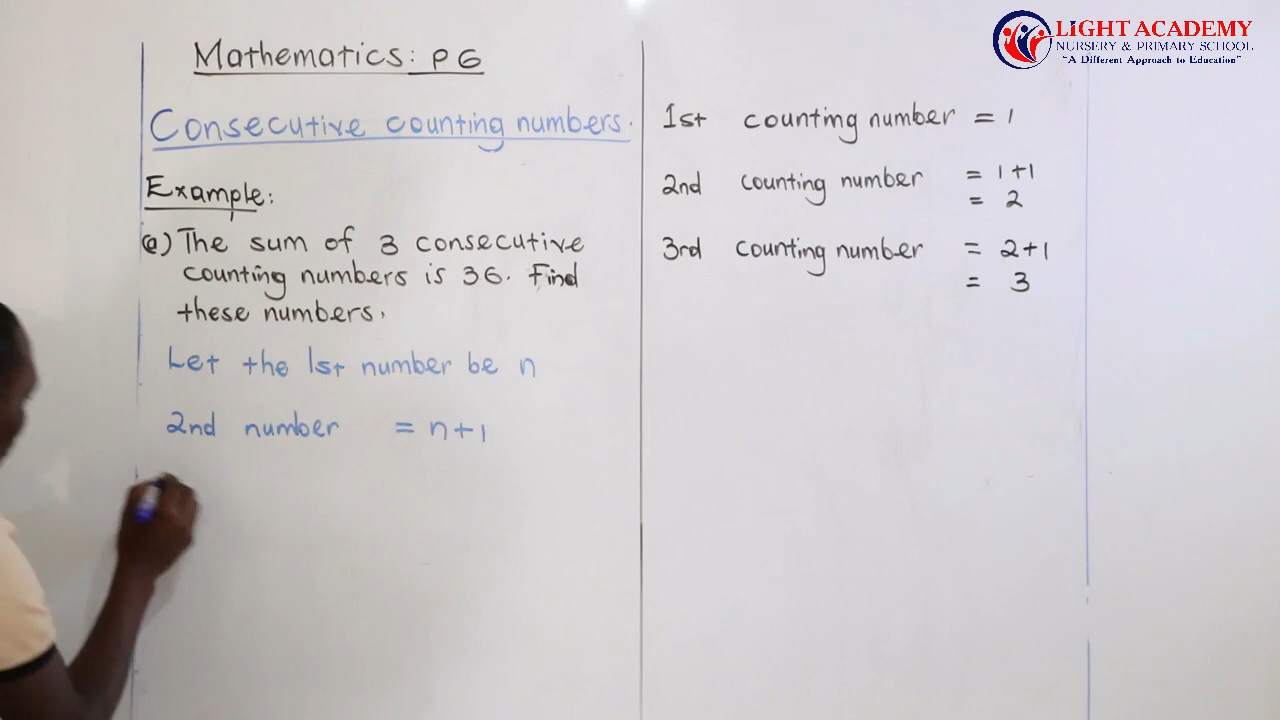 Mathematics: P6
Consecutive counting numbers.
Example:
(a) The sum of 3 consecutive
counting numbers is 36. Find
these numbers.
Let the 1st number be n
2nd number = n+1
LIGHT ACADEMY
NURSERY & PRIMARY SCHOOL
"A Different Approach to Education"
1st counting number = 1
2nd counting number = 1+1
= 2
3rd counting number = 2+1
= 3